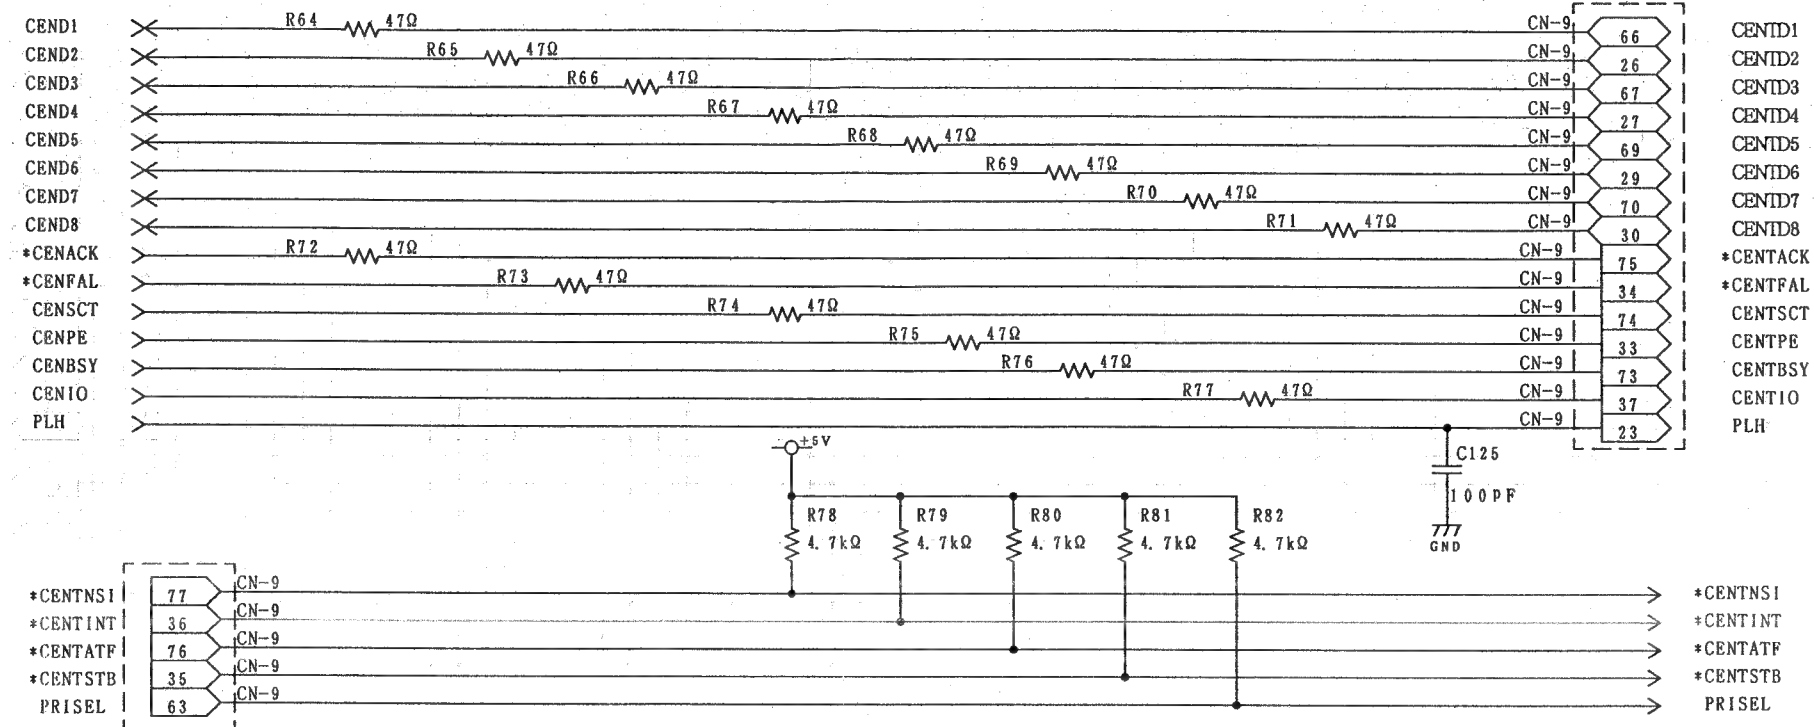 CEND1 R64 47Ω CN-9 66 CENTD1
CEND2 R65 47Ω CN-9 26 CENTD2
CEND3 R66 47Ω CN-9 67 CENTD3
CEND4 R67 47Ω CN-9 27 CENTD4
CEND5 R68 47Ω CN-9 69 CENTD5
CEND6 R69 47Ω CN-9 29 CENTD6
CEND7 R70 47Ω CN-9 70 CENTD7
CEND8 R71 47Ω CN-9 30 CENTD8
*CENACK R72 47Ω CN-9 75 *CENTACK
*CENFAL R73 47Ω CN-9 34 *CENTFAL
CENSCT R74 47Ω CN-9 74 CENTSCT
CENPE R75 47Ω CN-9 33 CENTPE
CENBSY R76 47Ω CN-9 73 CENTBSY
CENIO R77 47Ω CN-9 37 CENTIO
PLH CN-9 23 PLH
+5V
C125
100PF
GND
R78 R79 R80 R81 R82
4.7kΩ 4.7kΩ 4.7kΩ 4.7kΩ 4.7kΩ
*CENTNSI 77 CN-9 *CENTNSI
*CENTINT 36 CN-9 *CENTINT
*CENTATF 76 CN-9 *CENTATF
*CENTSTB 35 CN-9 *CENTSTB
PRISEL 63 CN-9 PRISEL